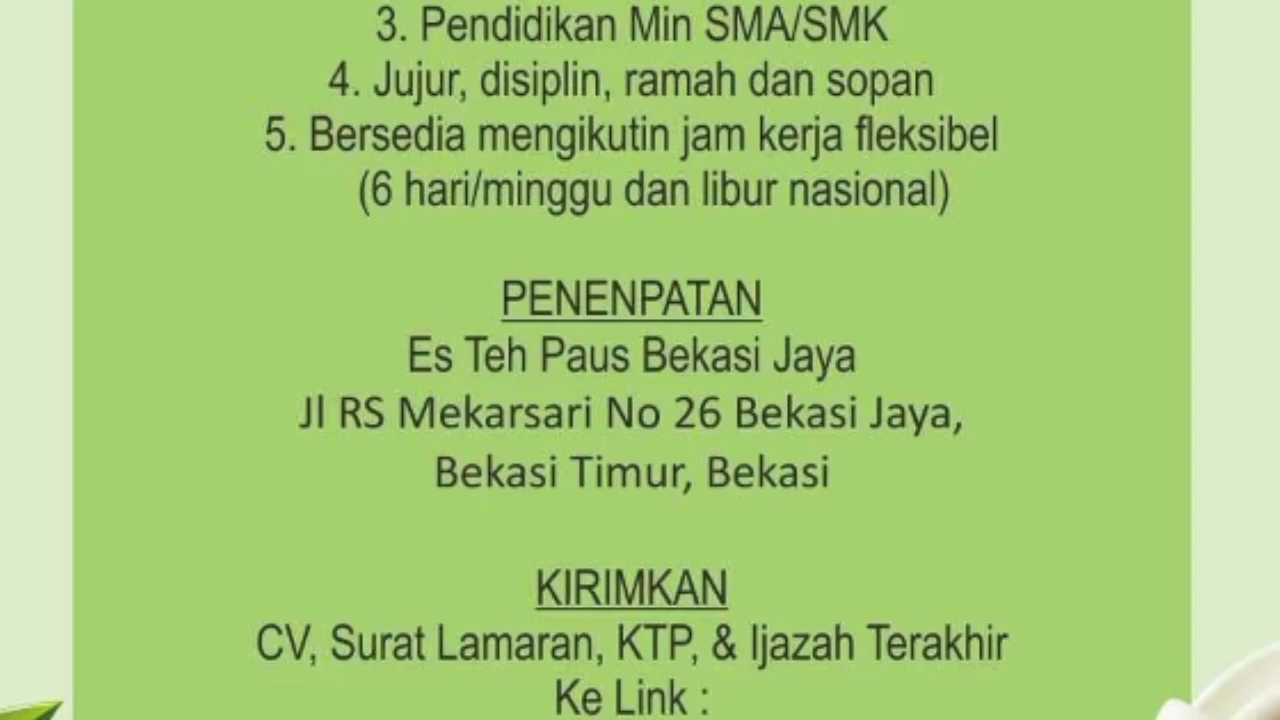 3. Pendidikan Min SMA/SMK
4. Jujur, disiplin, ramah dan sopan
5. Bersedia mengikutin jam kerja fleksibel
(6 hari/minggu dan libur nasional)
PENENPATAN
Es Teh Paus Bekasi Jaya
Jl RS Mekarsari No 26 Bekasi Jaya,
Bekasi Timur, Bekasi
KIRIMKAN
CV, Surat Lamaran, KTP, & Ijazah Terakhir
Ke Link :